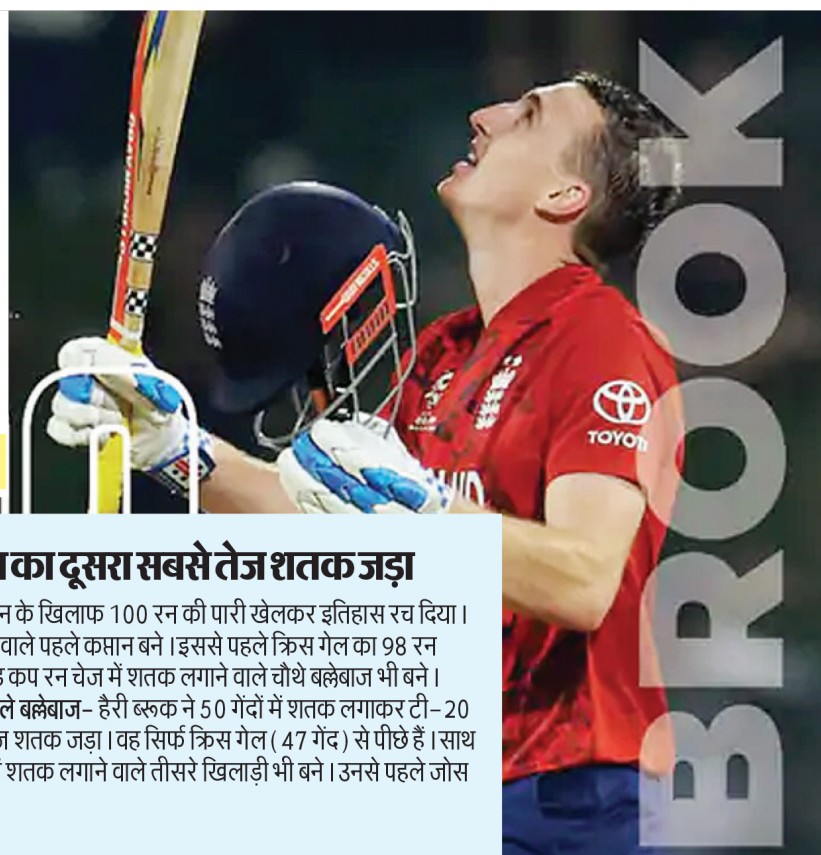 BROOK
TOYOT
का दूसरा सबसे तेज शतक जड़ा
न के खिलाफ 100 रन की पारी खेलकर इतिहास रच दिया।
वाले पहले कप्तान बने। इससे पहले क्रिस गेल का 98 रन
कप रन चेज में शतक लगाने वाले चौथे बल्लेबाज भी बने।
ले बल्लेबाज– हैरी ब्रूक ने 50 गेंदों में शतक लगाकर टी–20
ज शतक जड़ा। वह सिर्फ क्रिस गेल (47 गेंद) से पीछे हैं। साथ
शतक लगाने वाले तीसरे खिलाड़ी भी बने। उनसे पहले जोस